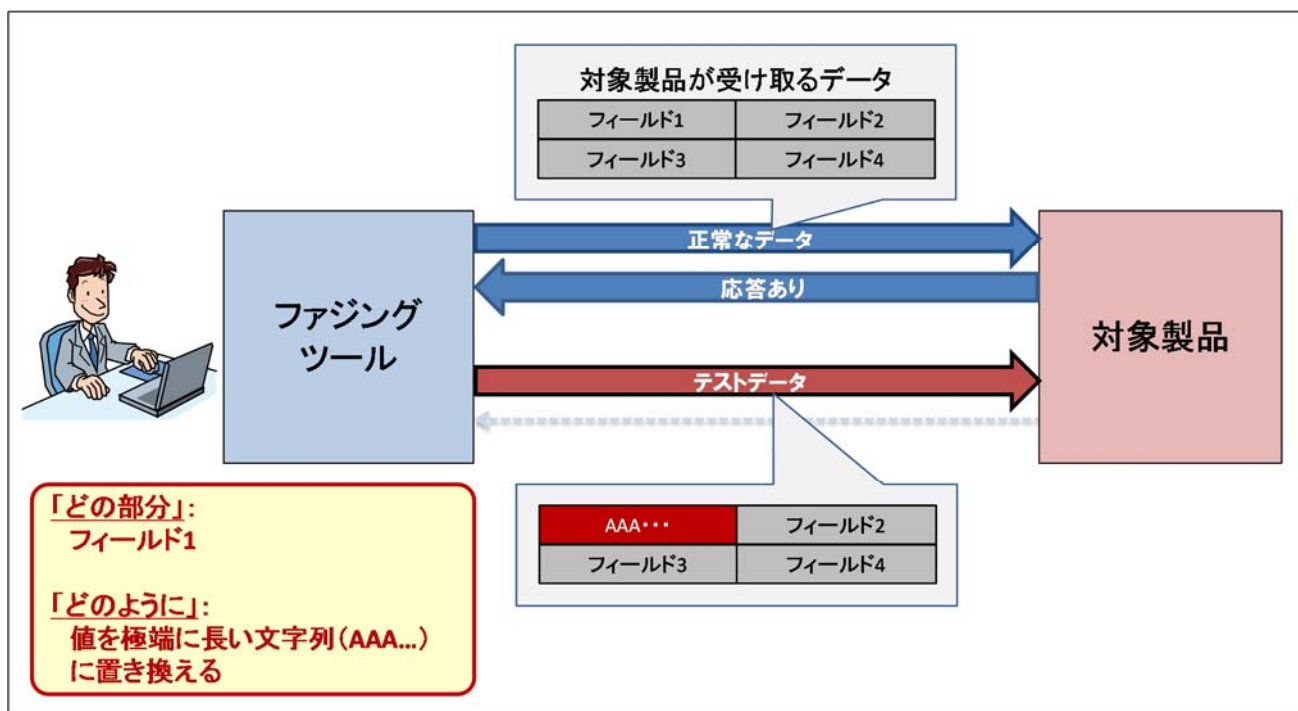 対象製品が受け取るデータ
フィールド1 フィールド2
フィールド3 フィールド4
正常なデータ
応答あり
ファジング
ツール
対象製品
テストデータ
AAA・・・ フィールド2
フィールド3 フィールド4
「どの部分」:
フィールド1
「どのように」:
値を極端に長い文字列(AAA...)
に置き換える